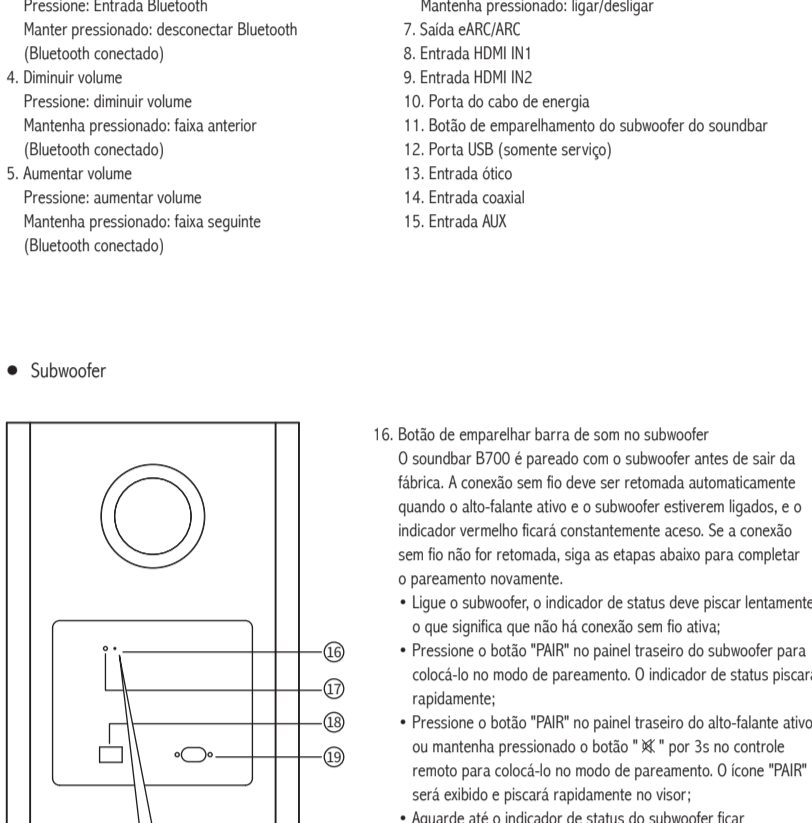 Pressione: Entrada Bluetooth
Manter pressionado: desconectar Bluetooth
(Bluetooth conectado)
4. Diminuir volume
Pressione: diminuir volume
Mantenha pressionado: faixa anterior
(Bluetooth conectado)
5. Aumentar volume
Pressione: aumentar volume
Mantenha pressionado: faixa seguinte
(Bluetooth conectado)
Mantenha pressionado: ligar/desligar
7. Saída eARC/ARC
8. Entrada HDMI IN1
9. Entrada HDMI IN2
10. Porta do cabo de energia
11. Botão de emparelhamento do subwoofer do soundbar
12. Porta USB (somente serviço)
13. Entrada ótico
14. Entrada coaxial
15. Entrada AUX
• Subwoofer
⑯
⑰
⑱
⑲
16. Botão de emparelhar barra de som no subwoofer
O soundbar B700 é pareado com o subwoofer antes de sair da
fábrica. A conexão sem fio deve ser retomada automaticamente
quando o alto-falante ativo e o subwoofer estiverem ligados, e o
indicador vermelho ficará constantemente aceso. Se a conexão
sem fio não for retomada, siga as etapas abaixo para completar
o pareamento novamente.
• Ligue o subwoofer, o indicador de status deve piscar lentamente
o que significa que não há conexão sem fio ativa;
• Pressione o botão "PAIR" no painel traseiro do subwoofer para
colocá-lo no modo de pareamento. O indicador de status piscará
rapidamente;
• Pressione o botão "PAIR" no painel traseiro do alto-falante ativo
ou mantenha pressionado o botão " " por 3s no controle
remoto para colocá-lo no modo de pareamento. O ícone "PAIR"
será exibido e piscará rapidamente no visor;
• Aguarde até o indicador de status do subwoofer ficar